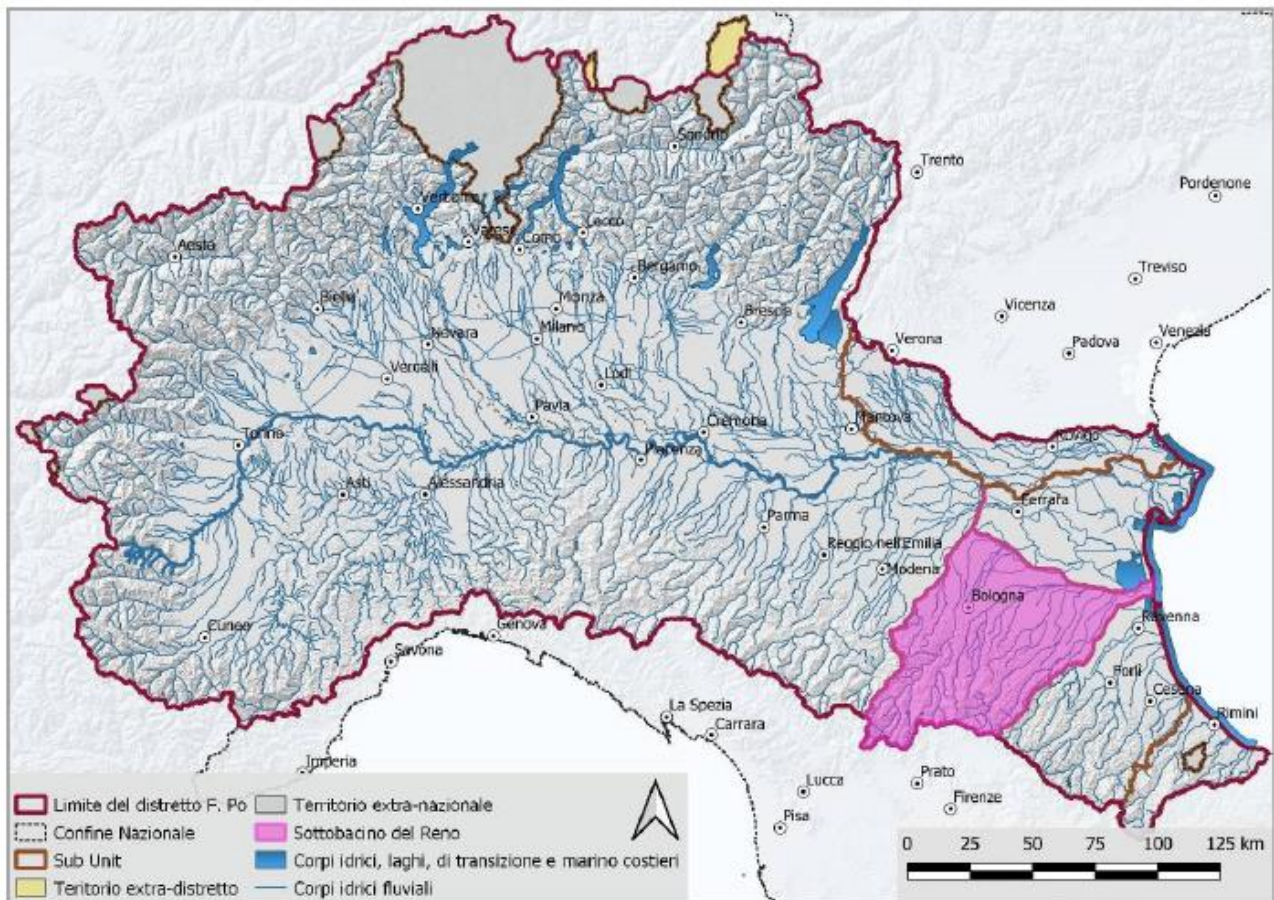 Sondrio
Trento
Pordenone
Verbania
Lecco
Varese
Como
Aosta
Treviso
Bergamo
Biella
Monza
Brescia
Vicenza
Milano
Novara
Verona
Padova
Venezia
Vercelli
Lodi
Pavia
Cremona
Mantova
Torino
Rovigo
Piacenza
Asti
Alessandria
Ferrara
Parma
Reggio nell'Emilia
Modena
Bologna
Cuneo
Genova
Ravenna
Savona
Forlì
Cesena
La Spezia
Rimini
Carrara
Imperia
Lucca
Prato
Firenze
Pisa
Limite del distretto F. Po
Territorio extra-nazionale
Confine Nazionale
Sottobacino del Reno
Sub Unit
Corpi idrici, laghi, di transizione e marino costieri
Territorio extra-distretto
Corpi idrici fluviali
0 25 50 75 100 125 km